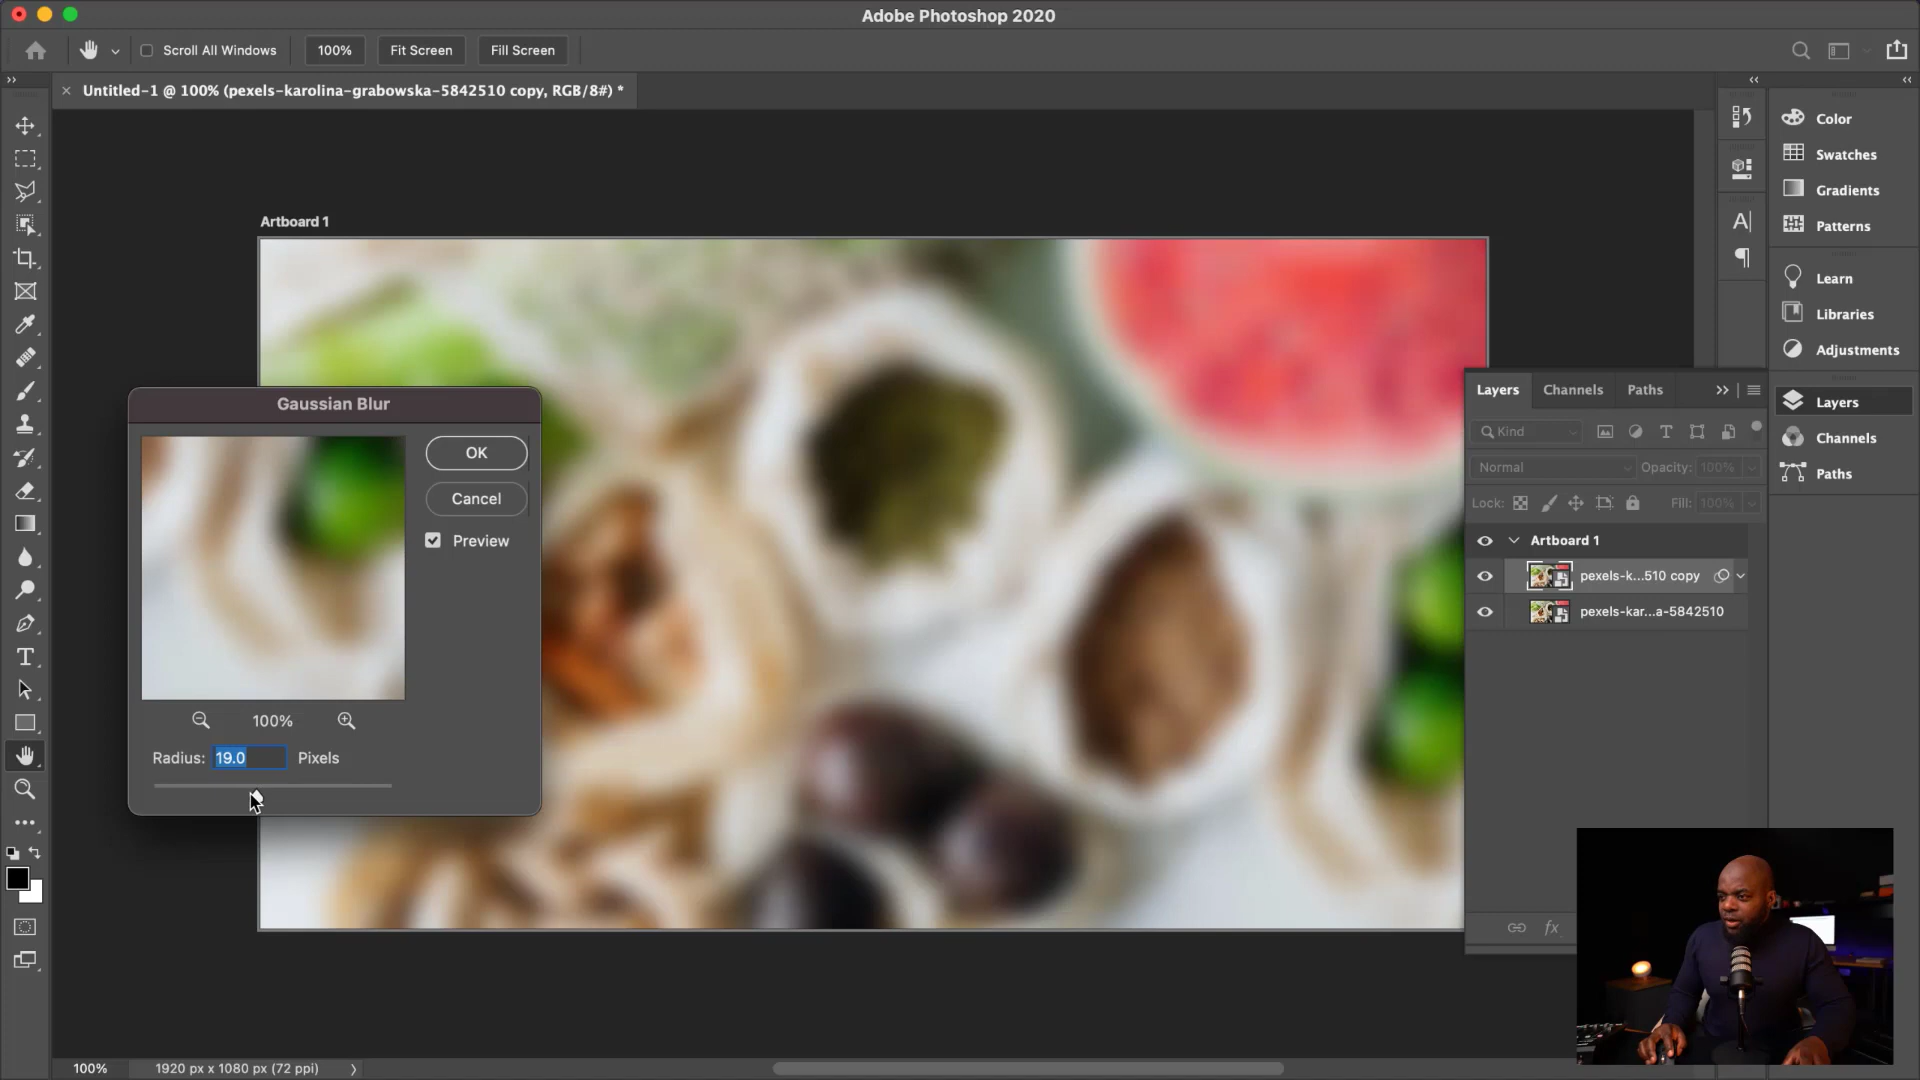 Adobe Photoshop 2020
Scroll All Windows
100%
Fit Screen
Fill Screen
Untitled-1 @ 100% (pexels-karolina-grabowska-5842510 copy, RGB/8#) *
Color
Swatches
Gradients
Patterns
Learn
Libraries
Adjustments
Layers
Channels
Paths
Artboard 1
Gaussian Blur
OK
Cancel
Preview
100%
Radius: 19.0 Pixels
Layers Channels Paths
Kind
Normal Opacity: 100%
Lock: Fill: 100%
Artboard 1
pexels-k...510 copy
pexels-kar...a-5842510
fx
100% 1920 px x 1080 px (72 ppi)